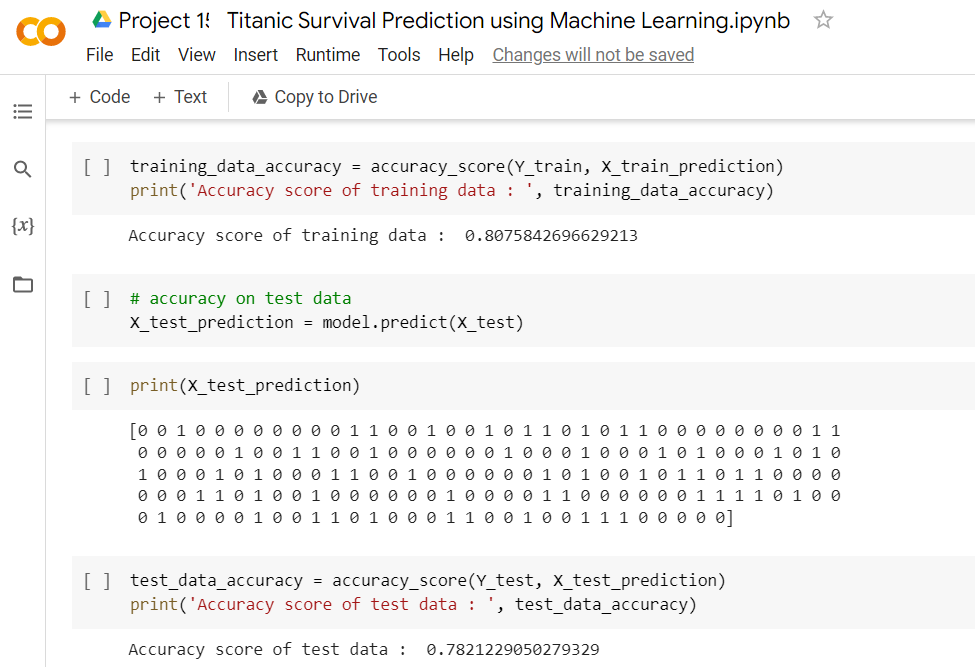 Project 15 Titanic Survival Prediction using Machine Learning.ipynb
File Edit View Insert Runtime Tools Help Changes will not be saved
+ Code + Text Copy to Drive
{x}
[ ] training_data_accuracy = accuracy_score(Y_train, X_train_prediction)
print('Accuracy score of training data : ', training_data_accuracy)
Accuracy score of training data :  0.8075842696629213
[ ] # accuracy on test data
X_test_prediction = model.predict(X_test)
[ ] print(X_test_prediction)
[0 0 1 0 0 0 0 0 0 0 0 1 1 0 0 1 0 0 1 0 1 1 0 1 0 1 1 0 0 0 0 0 0 0 0 1 1
0 0 0 0 0 1 0 0 1 1 0 0 1 0 0 0 0 0 0 1 0 0 0 1 0 0 0 1 0 1 0 0 0 1 0 1 0
1 0 0 0 1 0 1 0 0 0 1 1 0 0 1 0 0 0 0 0 0 1 0 1 0 0 1 0 1 1 0 1 1 0 0 0 0
0 0 0 1 1 0 1 0 0 1 0 0 0 0 0 0 1 0 0 0 0 1 1 0 0 0 0 0 0 1 1 1 1 0 1 0 0
0 1 0 0 0 0 1 0 0 1 1 0 1 0 0 0 1 1 0 0 1 0 0 1 1 1 0 0 0 0 0]
[ ] test_data_accuracy = accuracy_score(Y_test, X_test_prediction)
print('Accuracy score of test data : ', test_data_accuracy)
Accuracy score of test data :  0.7821229050279329